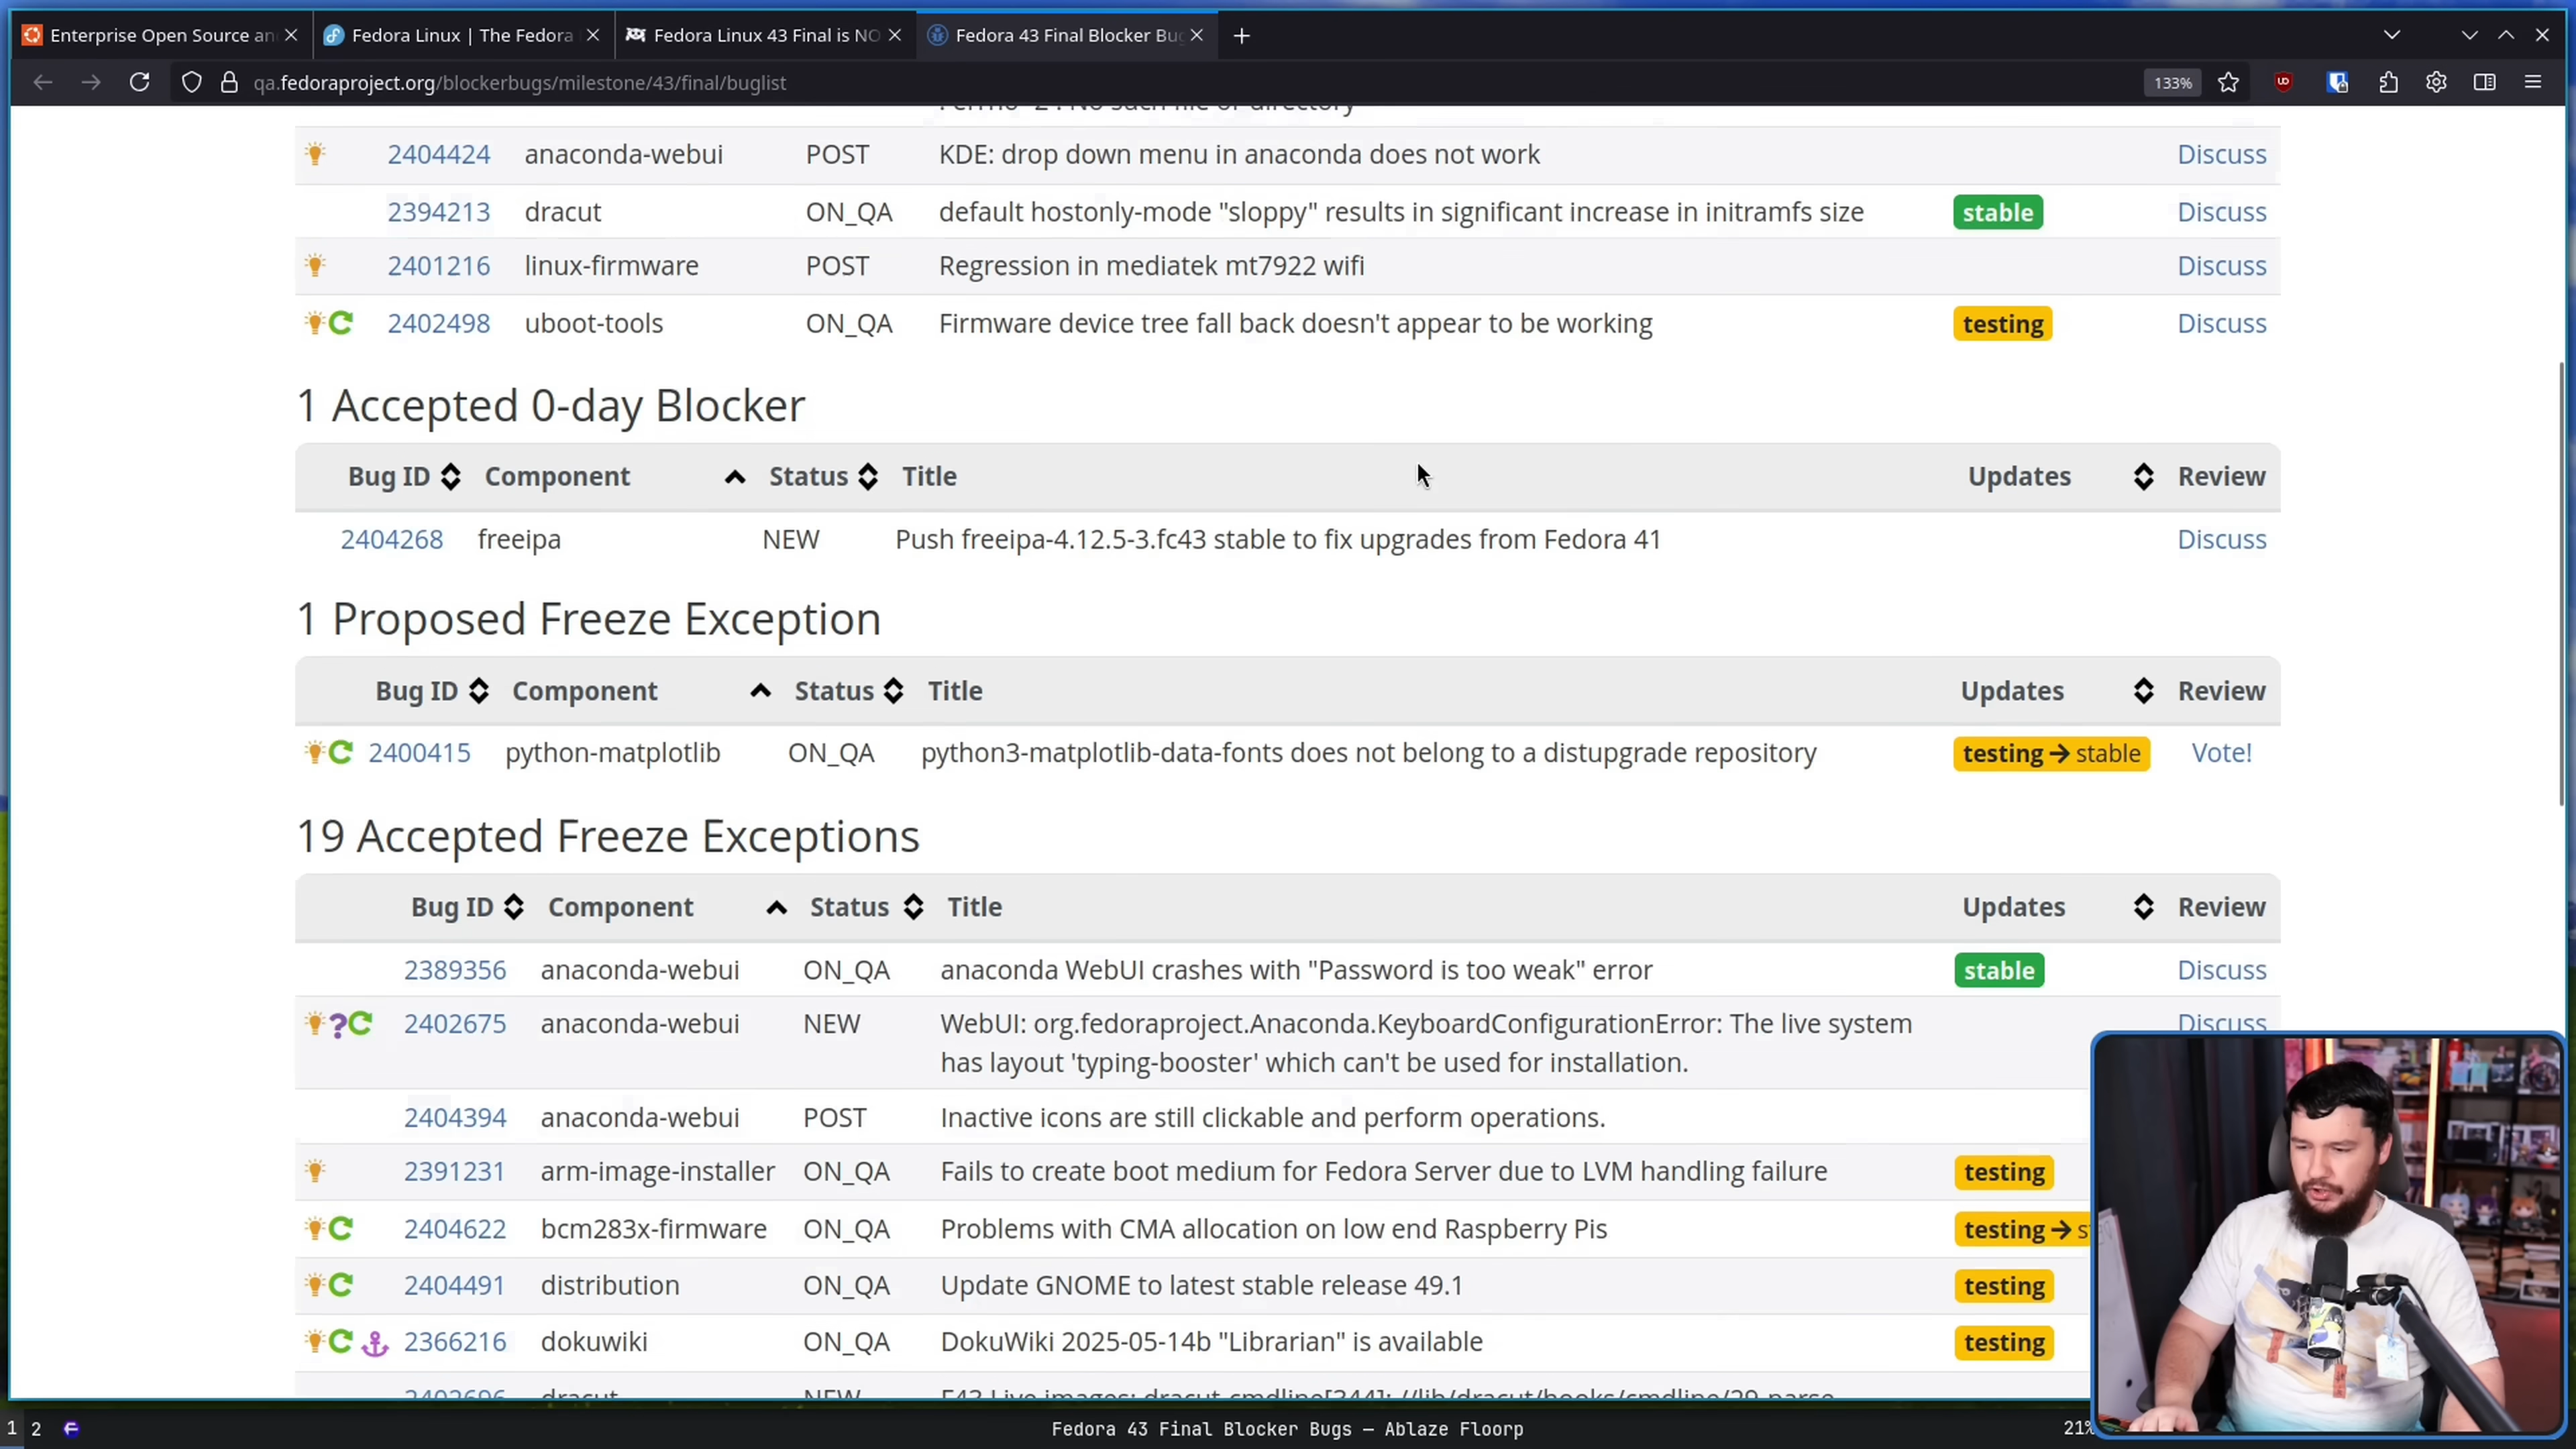 Enterprise Open Source an
Fedora Linux | The Fedora
Fedora Linux 43 Final is NO
Fedora 43 Final Blocker Bug
qa.fedoraproject.org/blockerbugs/milestone/43/final/buglist
133%
2404424 anaconda-webui POST KDE: drop down menu in anaconda does not work Discuss
2394213 dracut ON_QA default hostonly-mode "sloppy" results in significant increase in initramfs size stable Discuss
2401216 linux-firmware POST Regression in mediatek mt7922 wifi Discuss
2402498 uboot-tools ON_QA Firmware device tree fall back doesn't appear to be working testing Discuss
1 Accepted 0-day Blocker
Bug ID Component Status Title Updates Review
2404268 freeipa NEW Push freeipa-4.12.5-3.fc43 stable to fix upgrades from Fedora 41 Discuss
1 Proposed Freeze Exception
Bug ID Component Status Title Updates Review
2400415 python-matplotlib ON_QA python3-matplotlib-data-fonts does not belong to a distupgrade repository testing → stable Vote!
19 Accepted Freeze Exceptions
Bug ID Component Status Title Updates Review
2389356 anaconda-webui ON_QA anaconda WebUI crashes with "Password is too weak" error stable Discuss
2402675 anaconda-webui NEW WebUI: org.fedoraproject.Anaconda.KeyboardConfigurationError: The live system Discuss
has layout 'typing-booster' which can't be used for installation.
2404394 anaconda-webui POST Inactive icons are still clickable and perform operations.
2391231 arm-image-installer ON_QA Fails to create boot medium for Fedora Server due to LVM handling failure testing
2404622 bcm283x-firmware ON_QA Problems with CMA allocation on low end Raspberry Pis testing → s
2404491 distribution ON_QA Update GNOME to latest stable release 49.1 testing
2366216 dokuwiki ON_QA DokuWiki 2025-05-14b "Librarian" is available testing
1 2 Fedora 43 Final Blocker Bugs — Ablaze Floorp 21%